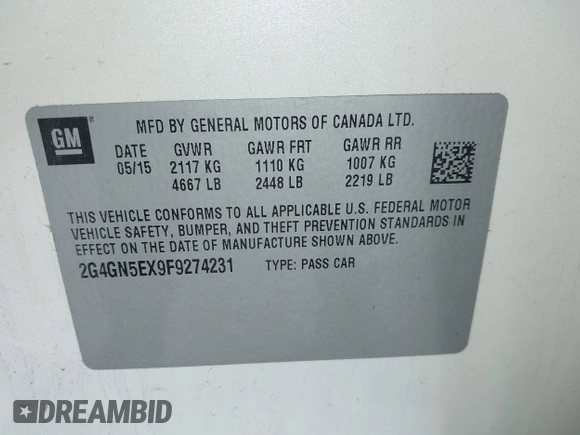 GM ®
MFD BY GENERAL MOTORS OF CANADA LTD.
DATE GVWR GAWR FRT GAWR RR
05/15 2117 KG 1110 KG 1007 KG
4667 LB 2448 LB 2219 LB
THIS VEHICLE CONFORMS TO ALL APPLICABLE U.S. FEDERAL MOTOR
VEHICLE SAFETY, BUMPER, AND THEFT PREVENTION STANDARDS IN
EFFECT ON THE DATE OF MANUFACTURE SHOWN ABOVE.
2G4GN5EX9F9274231 TYPE: PASS CAR
DREAMBID